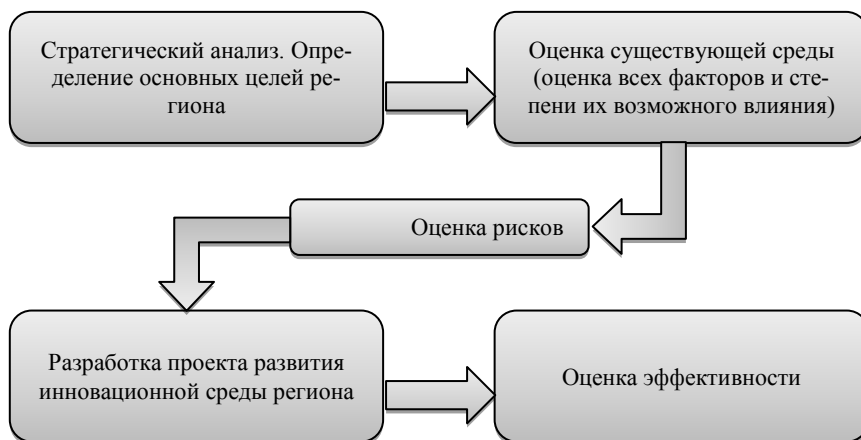 Стратегический анализ. Опре-
деление основных целей ре-
гиона
Оценка существующей среды
(оценка всех факторов и сте-
пени их возможного влияния)
Оценка рисков
Разработка проекта развития
инновационной среды региона
Оценка эффективности